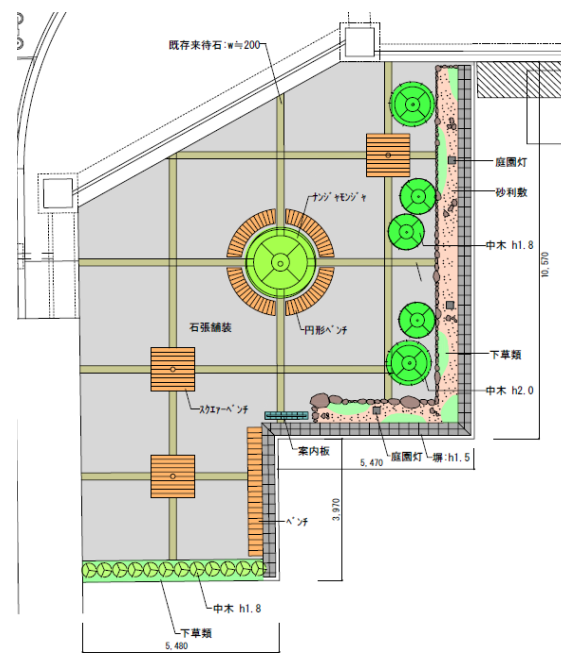 既存来待石:w≒200
庭園灯
ﾅﾝｼﾞｬﾓﾝｼﾞｬ
砂利敷
中木 h1.8
10,570
石張舗装
円形ﾍﾞﾝﾁ
下草類
中木 h2.0
ｽｸｴｱｰﾍﾞﾝﾁ
案内板
庭園灯
塀:h1.5
5,470
3,970
ﾍﾞﾝﾁ
中木 h1.8
下草類
5,480